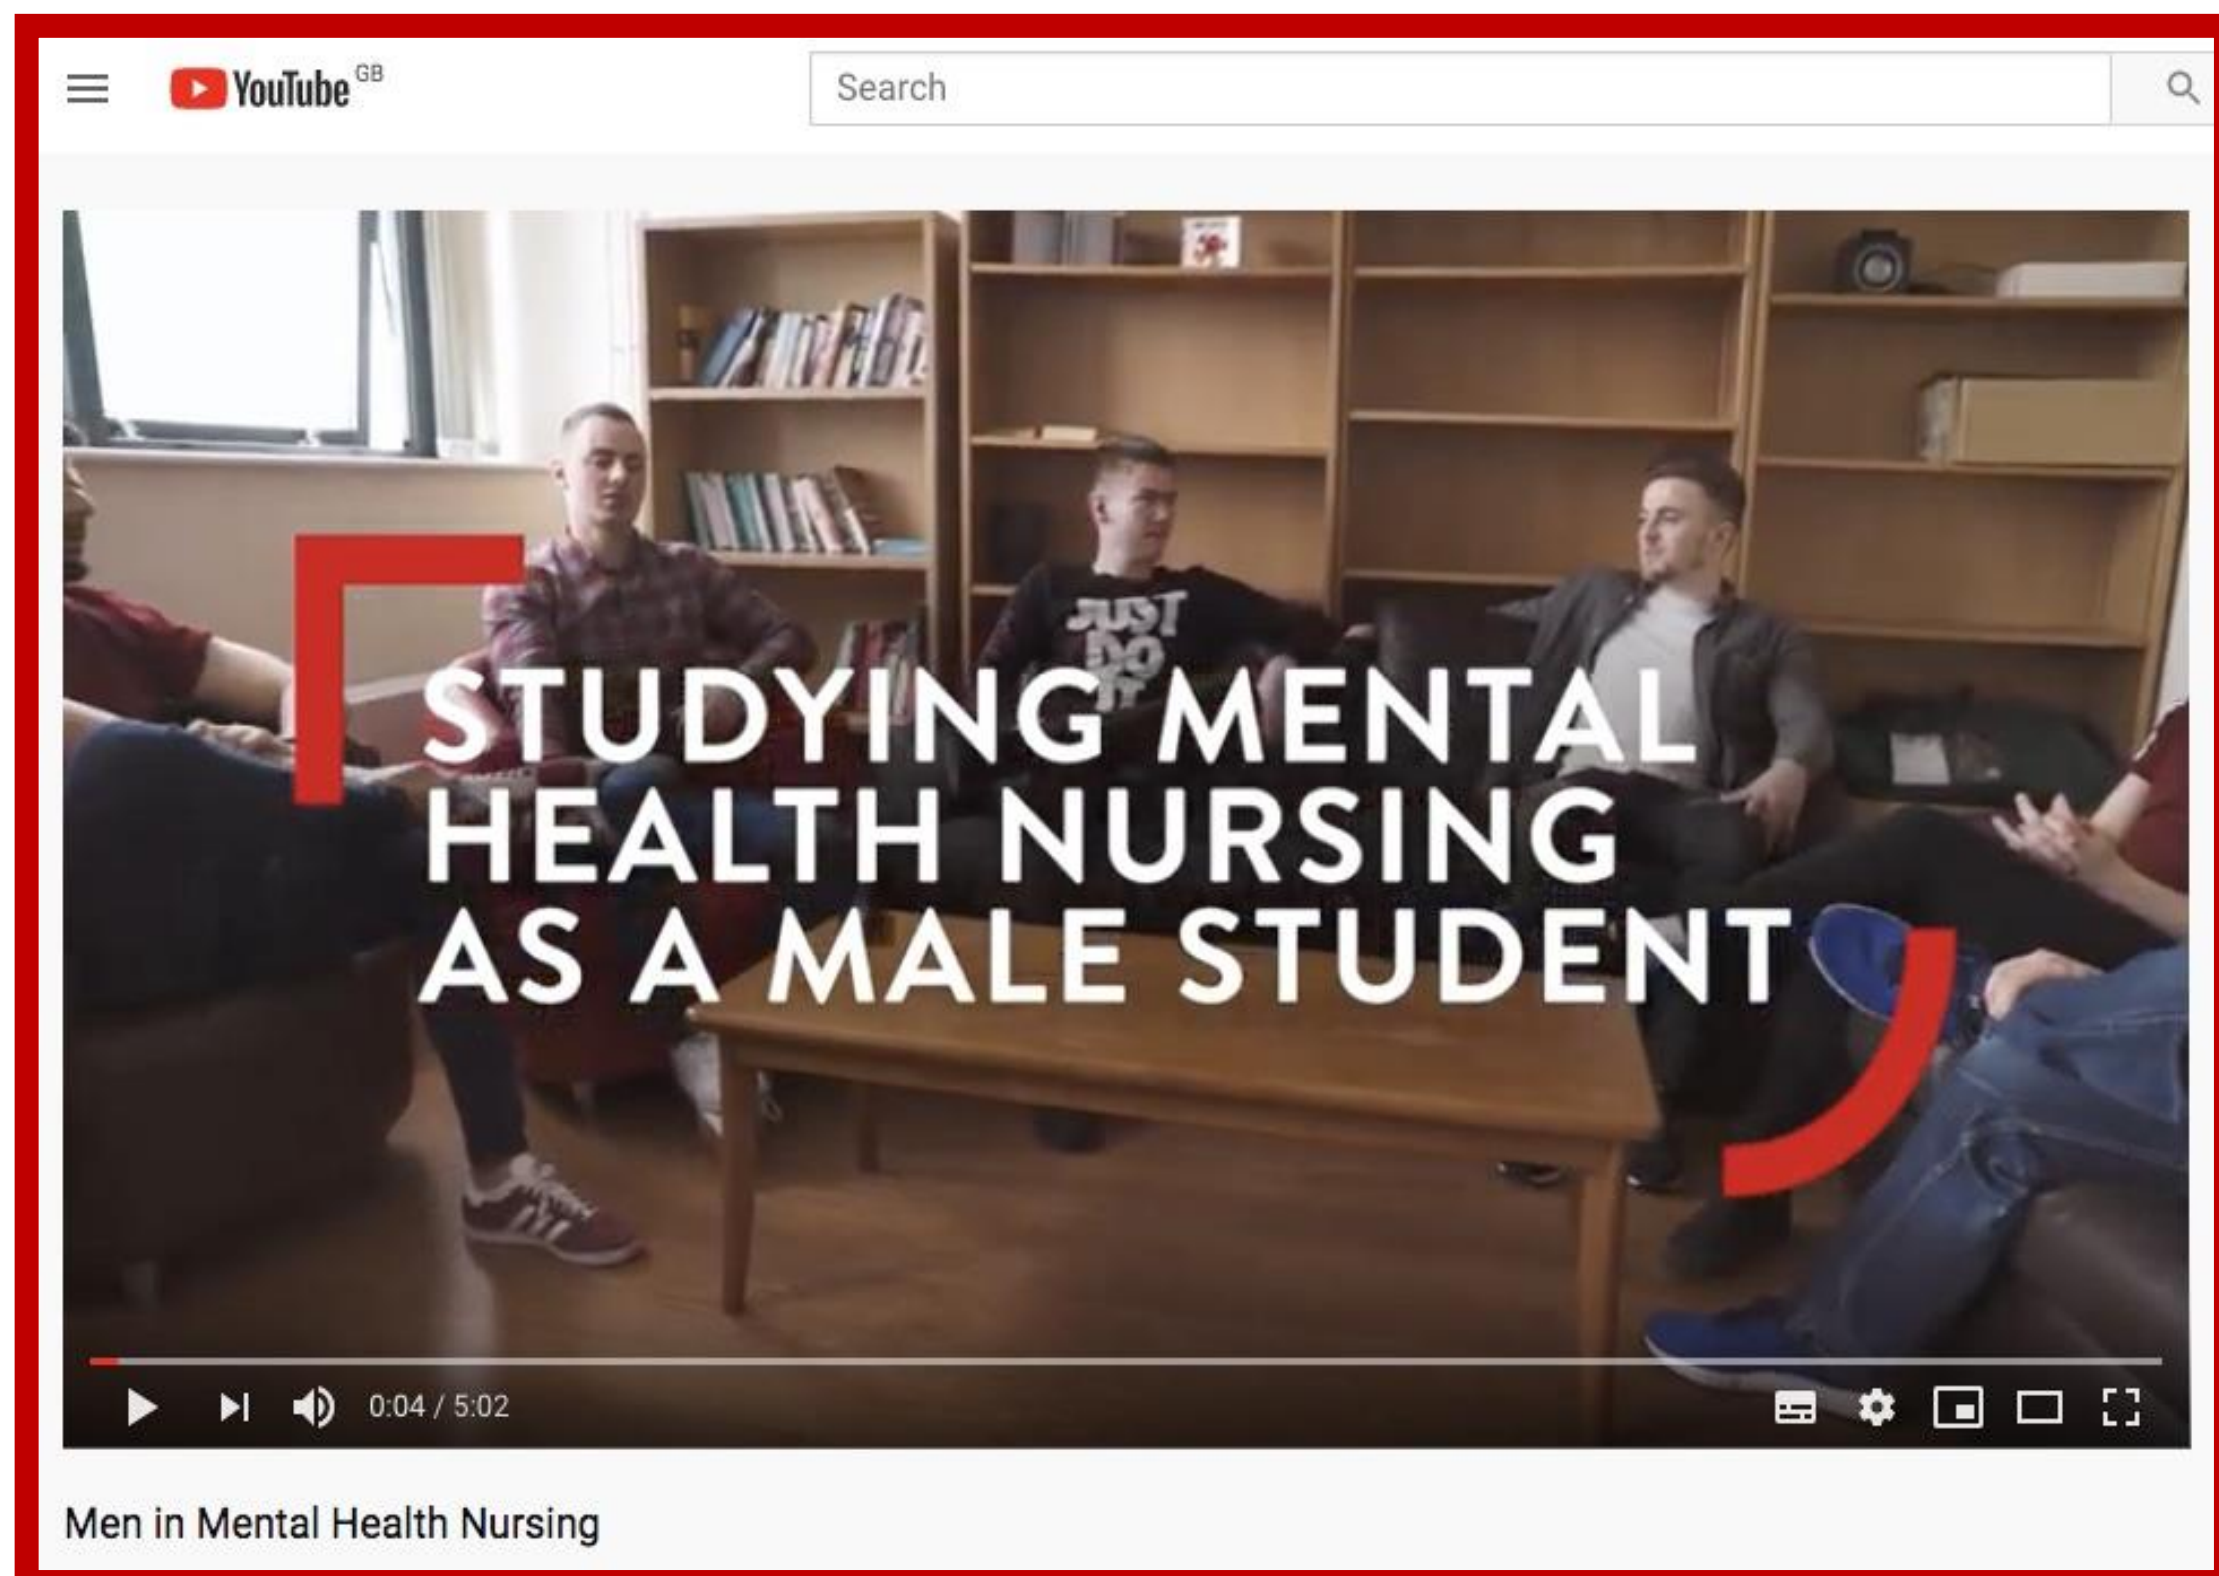 YouTube GB
Search
JUST
DO
IT
STUDYING MENTAL
HEALTH NURSING
AS A MALE STUDENT
0:04 / 5:02
Men in Mental Health Nursing